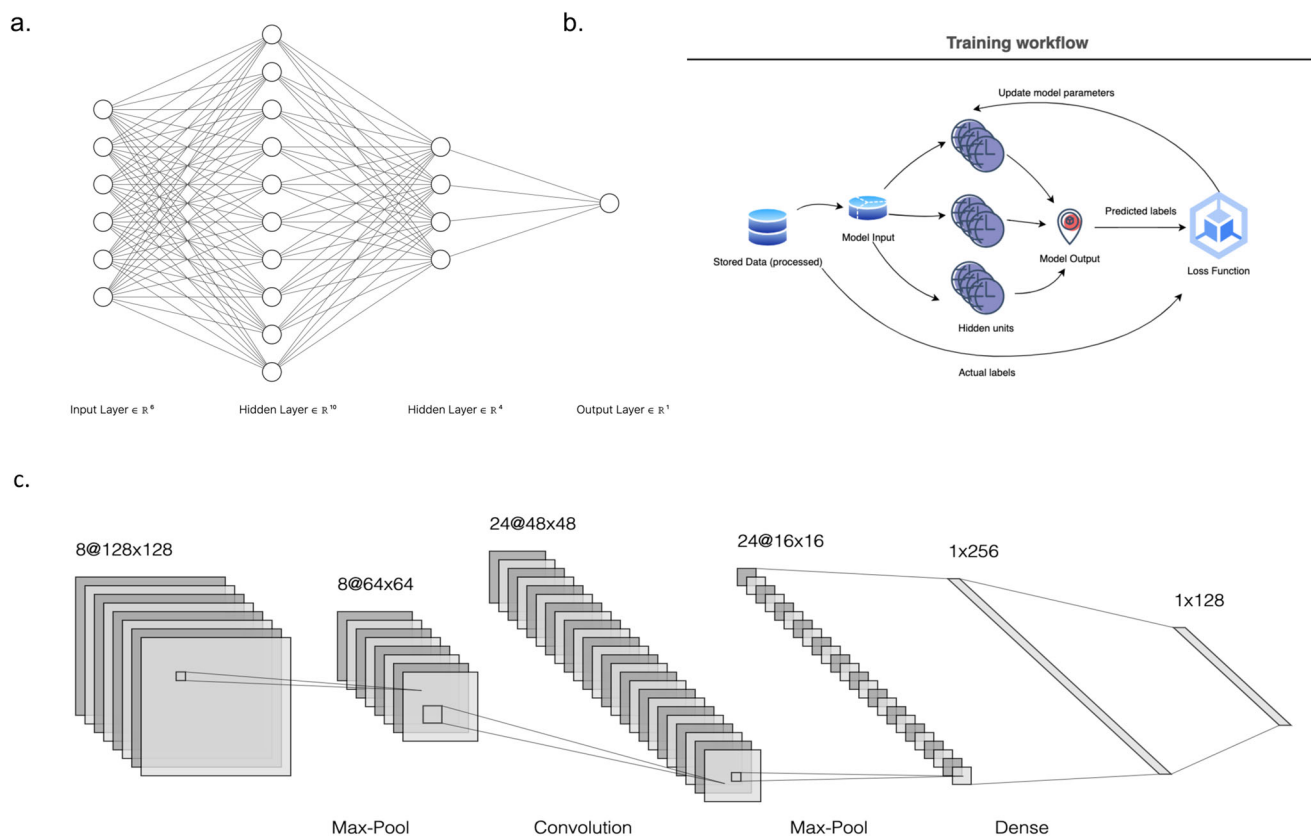 a.
Input Layer ∈ ℝ⁶
Hidden Layer ∈ ℝ¹⁰
Hidden Layer ∈ ℝ⁴
Output Layer ∈ ℝ¹
b.
Training workflow
Update model parameters
Stored Data (processed)
Model Input
Hidden units
Model Output
Predicted labels
Loss Function
Actual labels
c.
8@128x128
8@64x64
24@48x48
24@16x16
1x256
1x128
Max-Pool
Convolution
Max-Pool
Dense